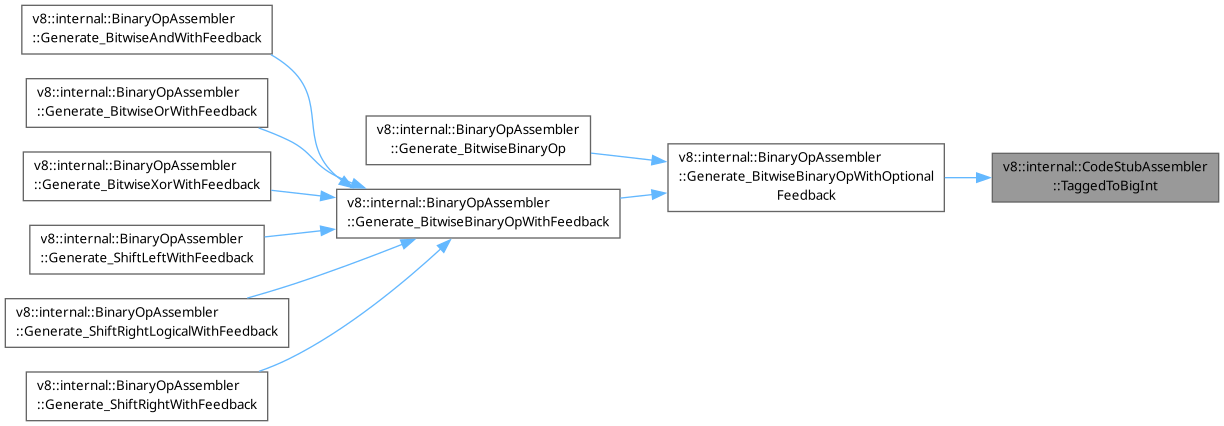 v8::internal::BinaryOpAssembler
::Generate_BitwiseAndWithFeedback
v8::internal::BinaryOpAssembler
::Generate_BitwiseOrWithFeedback
v8::internal::BinaryOpAssembler
::Generate_BitwiseXorWithFeedback
v8::internal::BinaryOpAssembler
::Generate_ShiftLeftWithFeedback
v8::internal::BinaryOpAssembler
::Generate_ShiftRightLogicalWithFeedback
v8::internal::BinaryOpAssembler
::Generate_ShiftRightWithFeedback
v8::internal::BinaryOpAssembler
::Generate_BitwiseBinaryOp
v8::internal::BinaryOpAssembler
::Generate_BitwiseBinaryOpWithFeedback
v8::internal::BinaryOpAssembler
::Generate_BitwiseBinaryOpWithOptional
Feedback
v8::internal::CodeStubAssembler
::TaggedToBigInt